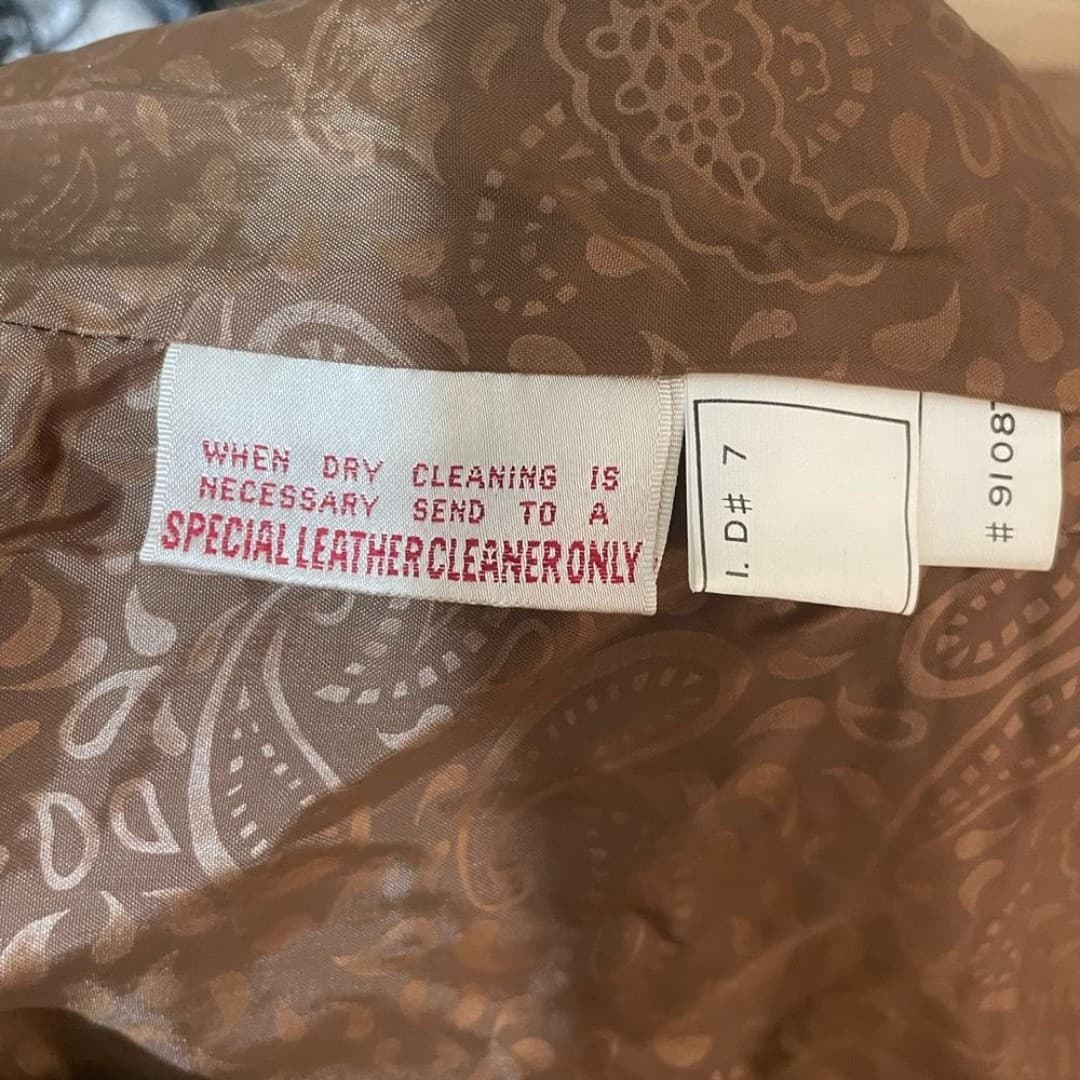 WHEN DRY CLEANING IS
NECESSARY SEND TO A
SPECIAL LEATHER CLEANER ONLY
I. D# 7
# 9108